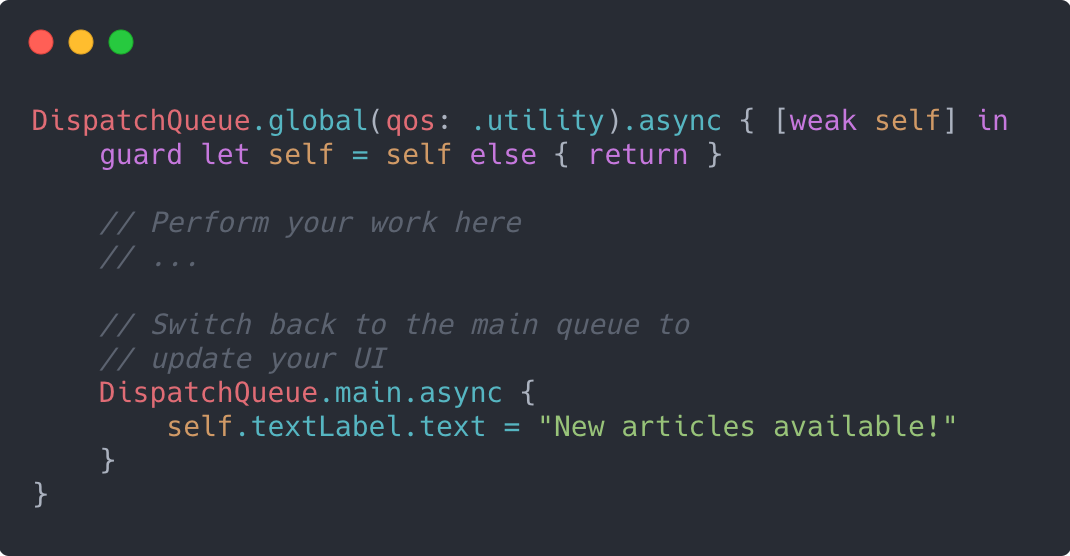 DispatchQueue.global(qos: .utility).async { [weak self] in
    guard let self = self else { return }

    // Perform your work here
    // ...

    // Switch back to the main queue to
    // update your UI
    DispatchQueue.main.async {
        self.textLabel.text = "New articles available!"
    }
}